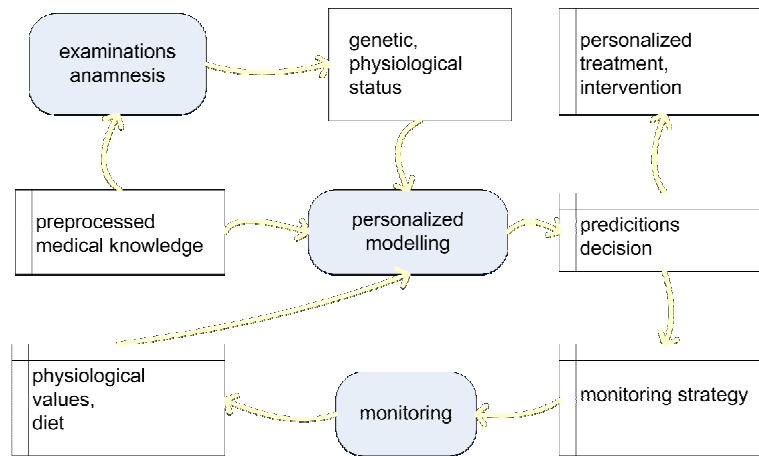 examinations
anamnesis
genetic,
physiological
status
personalized
treatment,
intervention
preprocessed
medical knowledge
personalized
modelling
predicitions
decision
physiological
values,
diet
monitoring
monitoring strategy